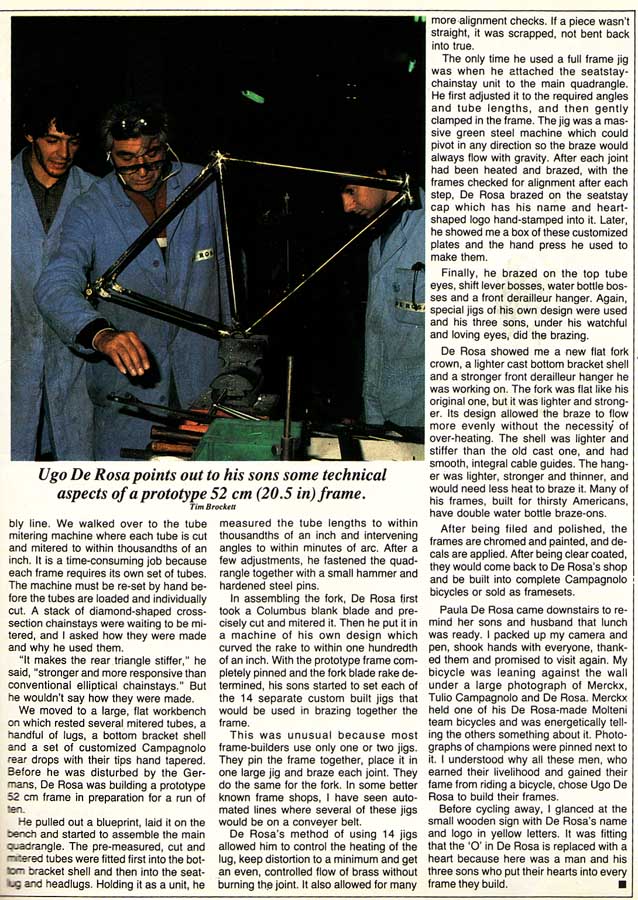 ROSA
Ugo De Rosa points out to his sons some technical
aspects of a prototype 52 cm (20.5 in) frame.
Tim Brockett
bly line. We walked over to the tube
mitering machine where each tube is cut
and mitered to within thousandths of an
inch. It is a time-consuming job because
each frame requires its own set of tubes.
The machine must be re-set by hand be-
fore the tubes are loaded and individually
cut. A stack of diamond-shaped cross-
section chainstays were waiting to be mi-
tered, and I asked how they were made
and why he used them.
"It makes the rear triangle stiffer," he
said, "stronger and more responsive than
conventional elliptical chainstays." But
he wouldn't say how they were made.
We moved to a large, flat workbench
on which rested several mitered tubes, a
handful of lugs, a bottom bracket shell
and a set of customized Campagnolo
rear drops with their tips hand tapered.
Before he was disturbed by the Ger-
mans, De Rosa was building a prototype
52 cm frame in preparation for a run of
ten.
He pulled out a blueprint, laid it on the
bench and started to assemble the main
quadrangle. The pre-measured, cut and
mitered tubes were fitted first into the bot-
tom bracket shell and then into the seat-
lug and headlugs. Holding it as a unit, he
measured the tube lengths to within
thousandths of an inch and intervening
angles to within minutes of arc. After a
few adjustments, he fastened the quad-
rangle together with a small hammer and
hardened steel pins.
In assembling the fork, De Rosa first
took a Columbus blank blade and pre-
cisely cut and mitered it. Then he put it in
a machine of his own design which
curved the rake to within one hundredth
of an inch. With the prototype frame com-
pletely pinned and the fork blade rake de-
termined, his sons started to set each of
the 14 separate custom built jigs that
would be used in brazing together the
frame.
This was unusual because most
frame-builders use only one or two jigs.
They pin the frame together, place it in
one large jig and braze each joint. They
do the same for the fork. In some better
known frame shops, I have seen auto-
mated lines where several of these jigs
would be on a conveyer belt.
De Rosa's method of using 14 jigs
allowed him to control the heating of the
lug, keep distortion to a minimum and get
an even, controlled flow of brass without
burning the joint. It also allowed for many
more alignment checks. If a piece wasn't
straight, it was scrapped, not bent back
into true.
The only time he used a full frame jig
was when he attached the seatstay-
chainstay unit to the main quadrangle.
He first adjusted it to the required angles
and tube lengths, and then gently
clamped in the frame. The jig was a mas-
sive green steel machine which could
pivot in any direction so the braze would
always flow with gravity. After each joint
had been heated and brazed, with the
frames checked for alignment after each
step, De Rosa brazed on the seatstay
cap which has his name and heart-
shaped logo hand-stamped into it. Later,
he showed me a box of these customized
plates and the hand press he used to
make them.
Finally, he brazed on the top tube
eyes, shift lever bosses, water bottle bos-
ses and a front derailleur hanger. Again,
special jigs of his own design were used
and his three sons, under his watchful
and loving eyes, did the brazing.
De Rosa showed me a new flat fork
crown, a lighter cast bottom bracket shell
and a stronger front derailleur hanger he
was working on. The fork was flat like his
original one, but it was lighter and strong-
er. Its design allowed the braze to flow
more evenly without the necessity of
over-heating. The shell was lighter and
stiffer than the old cast one, and had
smooth, integral cable guides. The hang-
er was lighter, stronger and thinner, and
would need less heat to braze it. Many of
his frames, built for thirsty Americans,
have double water bottle braze-ons.
After being filed and polished, the
frames are chromed and painted, and de-
cals are applied. After being clear coated,
they would come back to De Rosa's shop
and be built into complete Campagnolo
bicycles or sold as framesets.
Paula De Rosa came downstairs to re-
mind her sons and husband that lunch
was ready. I packed up my camera and
pen, shook hands with everyone, thank-
ed them and promised to visit again. My
bicycle was leaning against the wall
under a large photograph of Merckx,
Tulio Campagnolo and De Rosa. Merckx
held one of his De Rosa-made Molteni
team bicycles and was energetically tell-
ing the others something about it. Photo-
graphs of champions were pinned next to
it. I understood why all these men, who
earned their livelihood and gained their
fame from riding a bicycle, chose Ugo De
Rosa to build their frames.
Before cycling away, I glanced at the
small wooden sign with De Rosa's name
and logo in yellow letters. It was fitting
that the 'O' in De Rosa is replaced with a
heart because here was a man and his
three sons who put their hearts into every
frame they build. ■